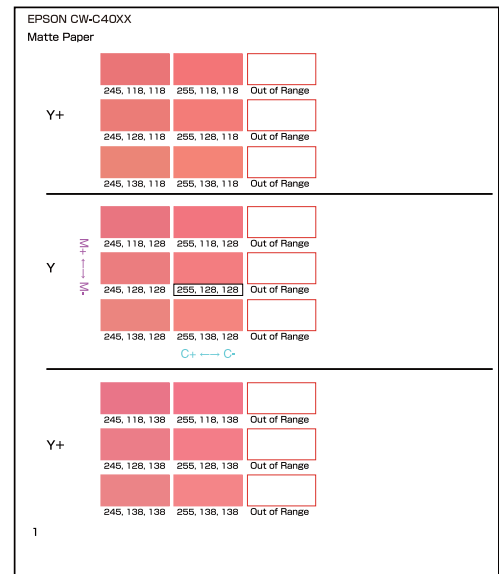 EPSON CW-C40XX
Matte Paper
245, 118, 118 255, 118, 118 Out of Range
Y+
245, 128, 118 255, 128, 118 Out of Range
245, 138, 118 255, 138, 118 Out of Range
245, 118, 128 255, 118, 128 Out of Range
Y
M+ ←→ M-
245, 128, 128 255, 128, 128 Out of Range
245, 138, 128 255, 138, 128 Out of Range
C+ ←→ C-
245, 118, 138 255, 118, 138 Out of Range
Y+
245, 128, 138 255, 128, 138 Out of Range
245, 138, 138 255, 138, 138 Out of Range
1